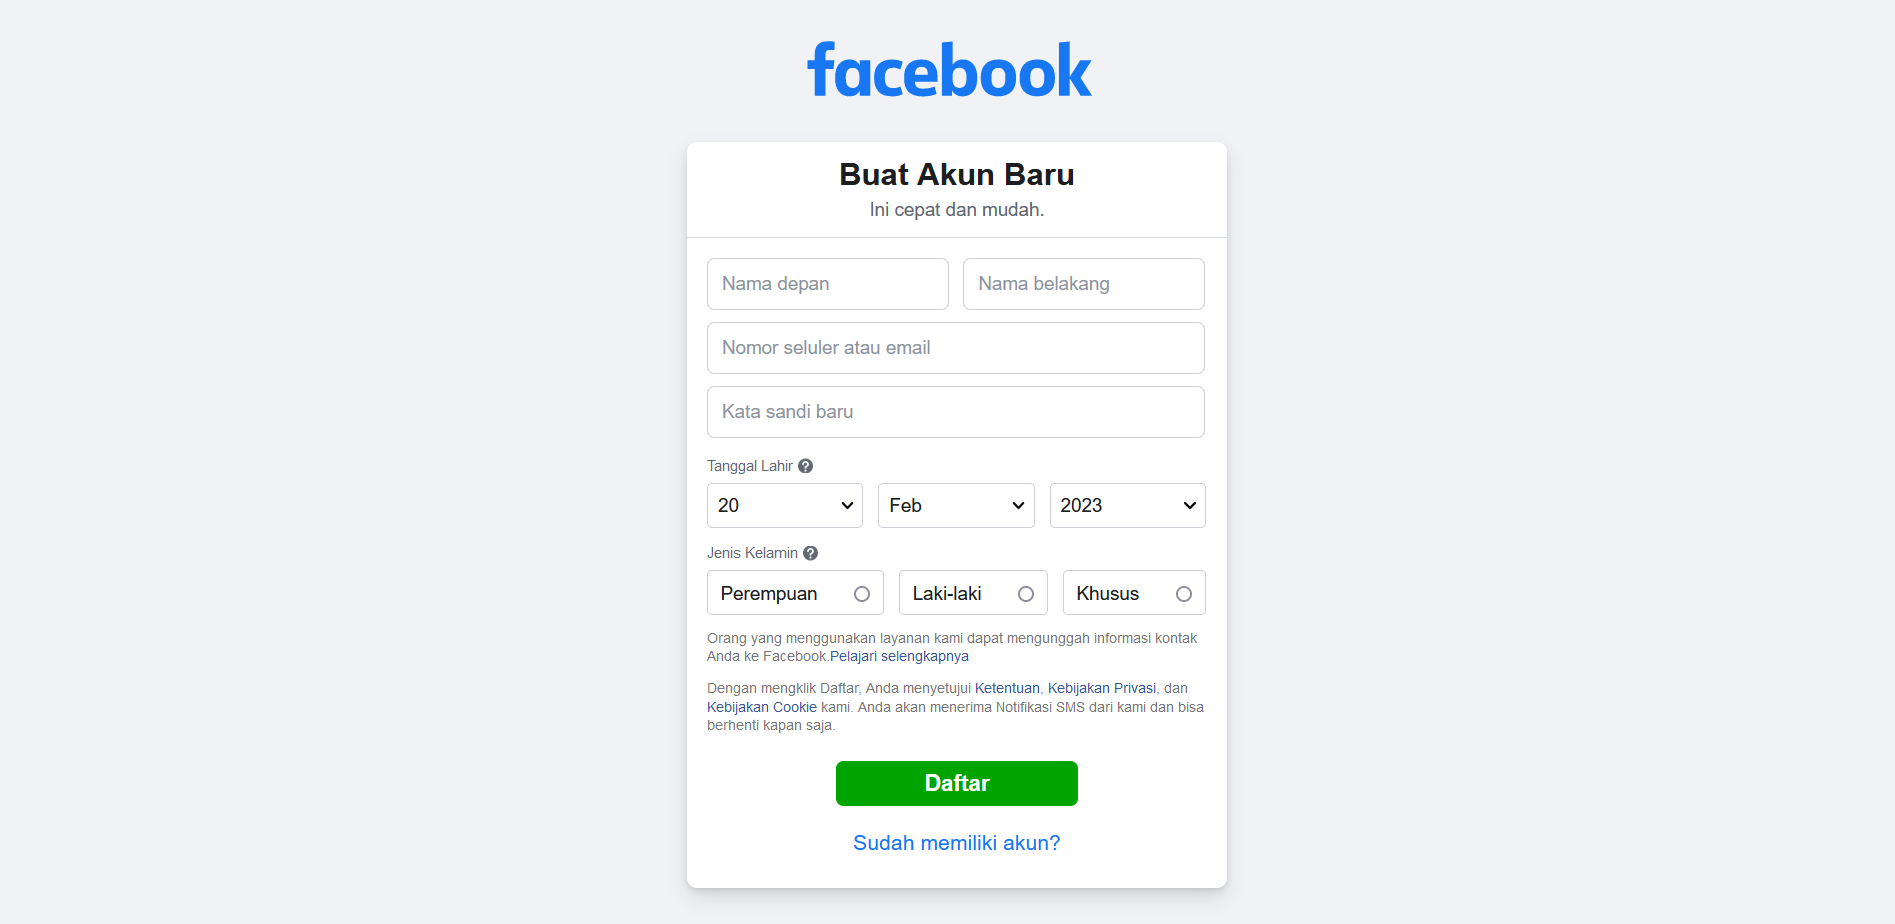 facebook
Buat Akun Baru
Ini cepat dan mudah.
Nama depan Nama belakang
Nomor seluler atau email
Kata sandi baru
Tanggal Lahir ?
20 Feb 2023
Jenis Kelamin ?
Perempuan Laki-laki Khusus
Orang yang menggunakan layanan kami dapat mengunggah informasi kontak
Anda ke Facebook.Pelajari selengkapnya
Dengan mengklik Daftar, Anda menyetujui Ketentuan, Kebijakan Privasi, dan
Kebijakan Cookie kami. Anda akan menerima Notifikasi SMS dari kami dan bisa
berhenti kapan saja.
Daftar
Sudah memiliki akun?